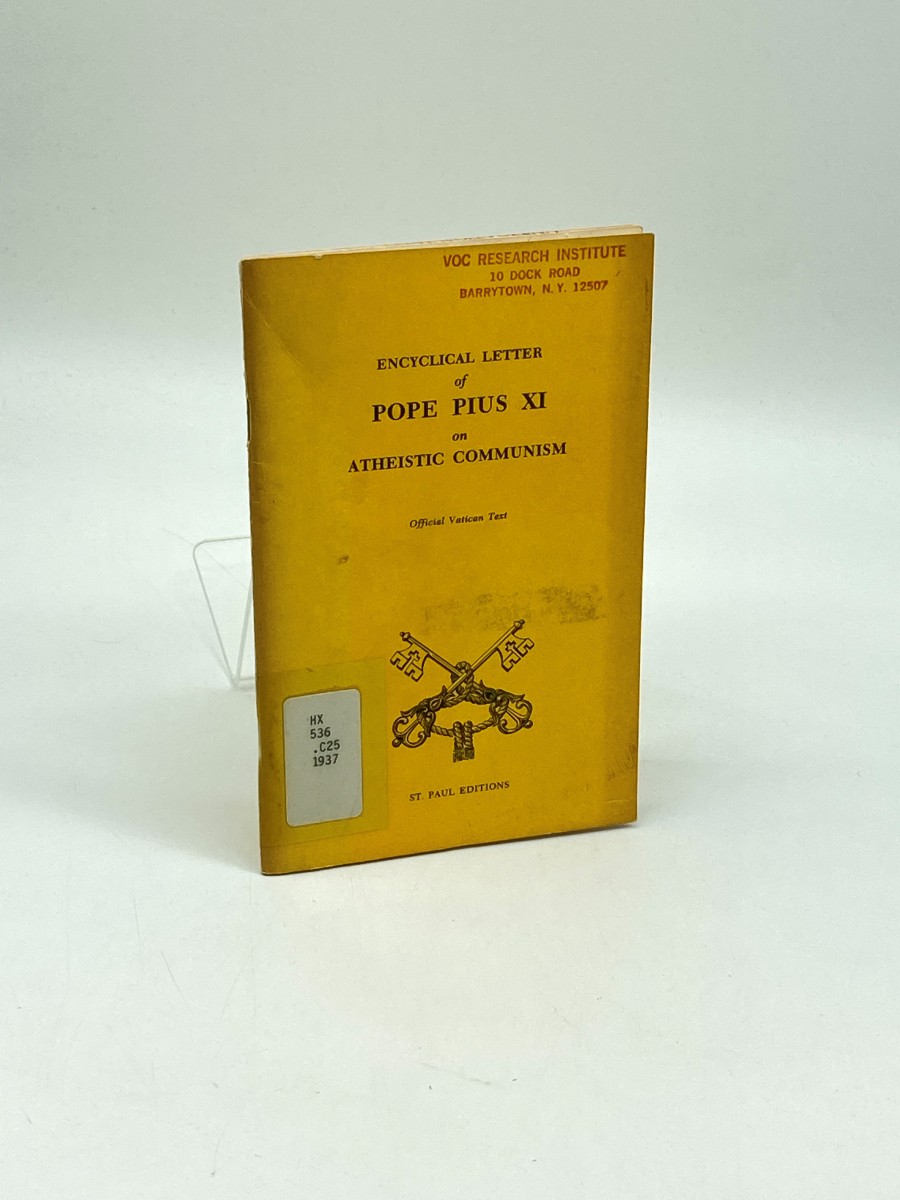 VOC RESEARCH INSTITUTE
10 DOCK ROAD
BARRYTOWN, N. Y. 12507
ENCYCLICAL LETTER
of
POPE PIUS XI
on
ATHEISTIC COMMUNISM
Official Vatican Text
HX
536
.C25
1937
ST. PAUL EDITIONS